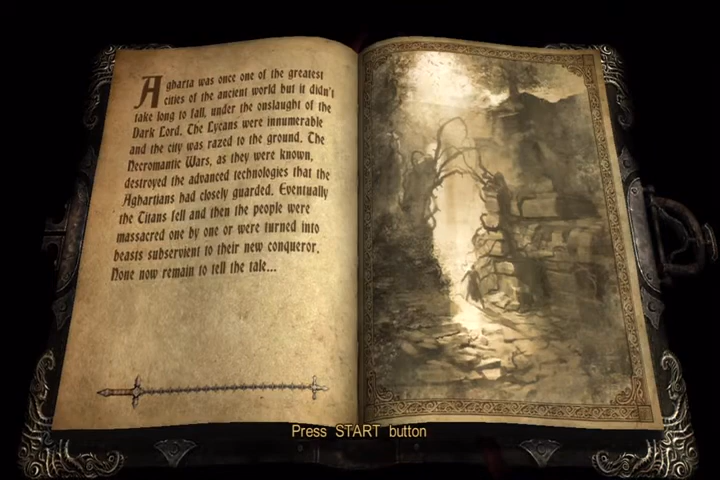 Agharta was once one of the greatest
cities of the ancient world but it didn't
take long to fall, under the onslaught of the
Dark Lord. The Lycans were innumerable
and the city was razed to the ground. The
Necromantic Wars, as they were known,
destroyed the advanced technologies that the
Aghartians had closely guarded. Eventually
the Titans fell and then the people were
massacred one by one or were turned into
beasts subservient to their new conqueror.
None now remain to tell the tale...
Press START button